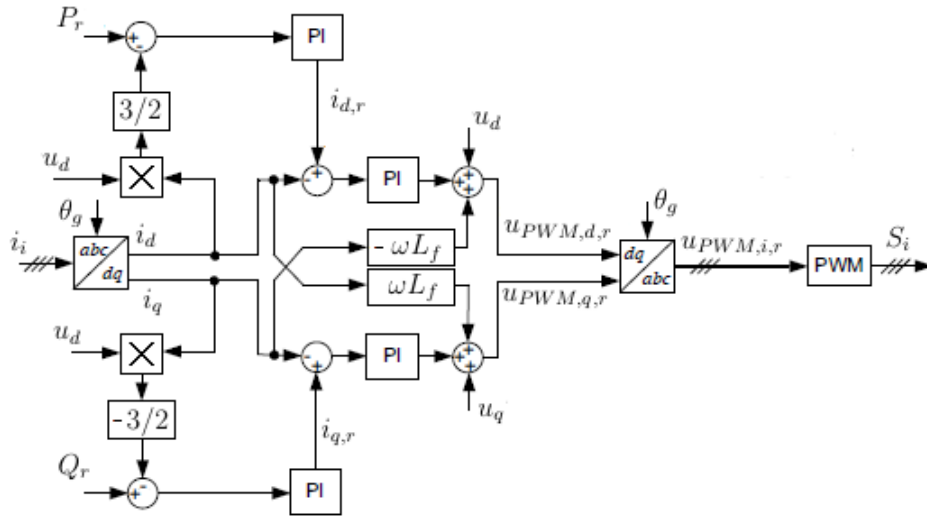 P_r
+
-
PI
3/2
i_{d,r}
u_d
u_d
×
-
+
PI
+
+
+
θ_g
θ_g
i_i
abc
dq
i_d
i_q
- ωL_f
ωL_f
u_{PWM,d,r}
u_{PWM,q,r}
dq
abc
u_{PWM,i,r}
PWM
S_i
u_d
×
-
+
PI
+
+
+
-3/2
i_{q,r}
u_q
Q_r
+
-
PI